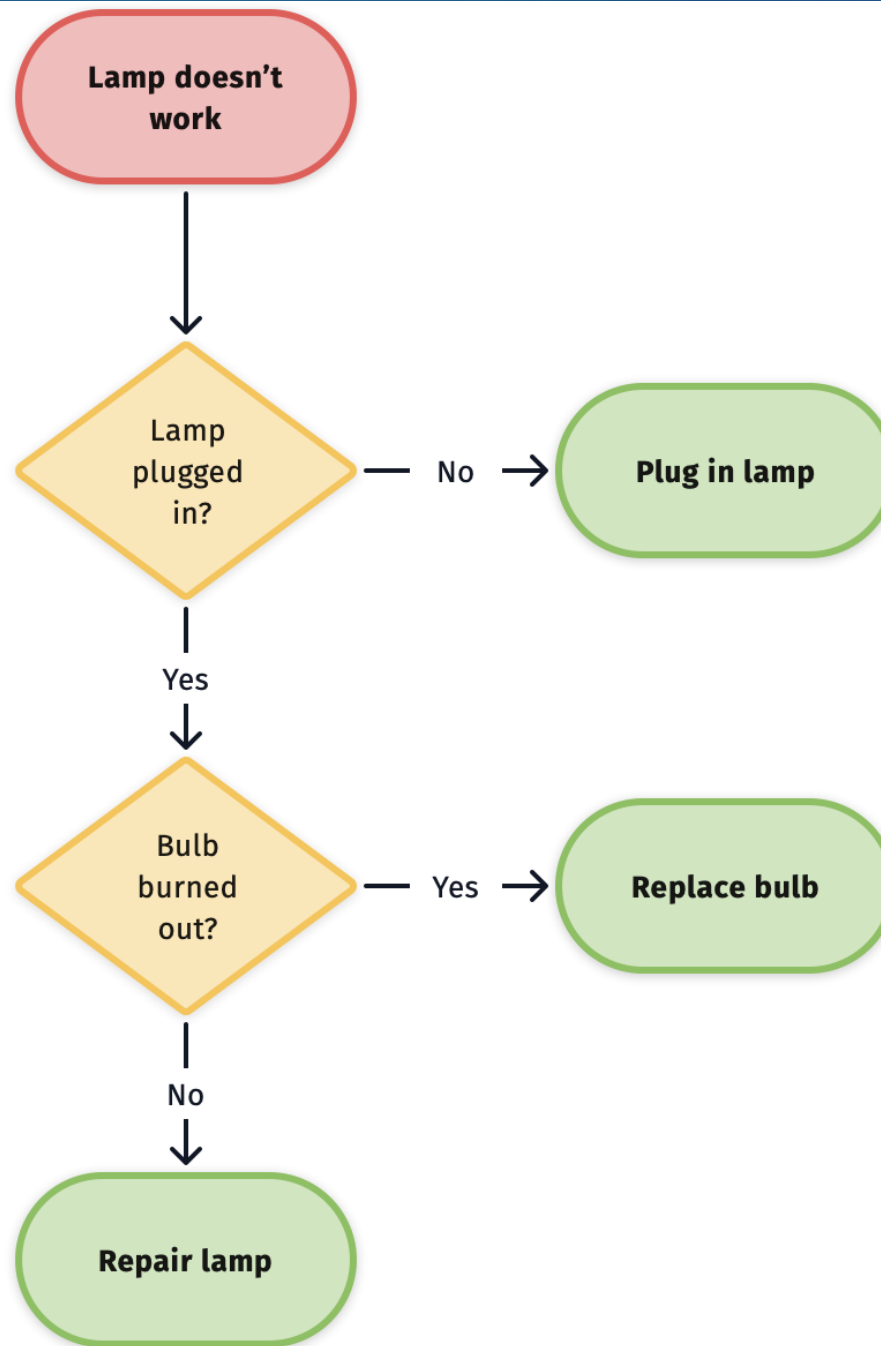 Lamp doesn’t
work
Lamp
plugged
in?
No
Plug in lamp
Yes
Bulb
burned
out?
Yes
Replace bulb
No
Repair lamp